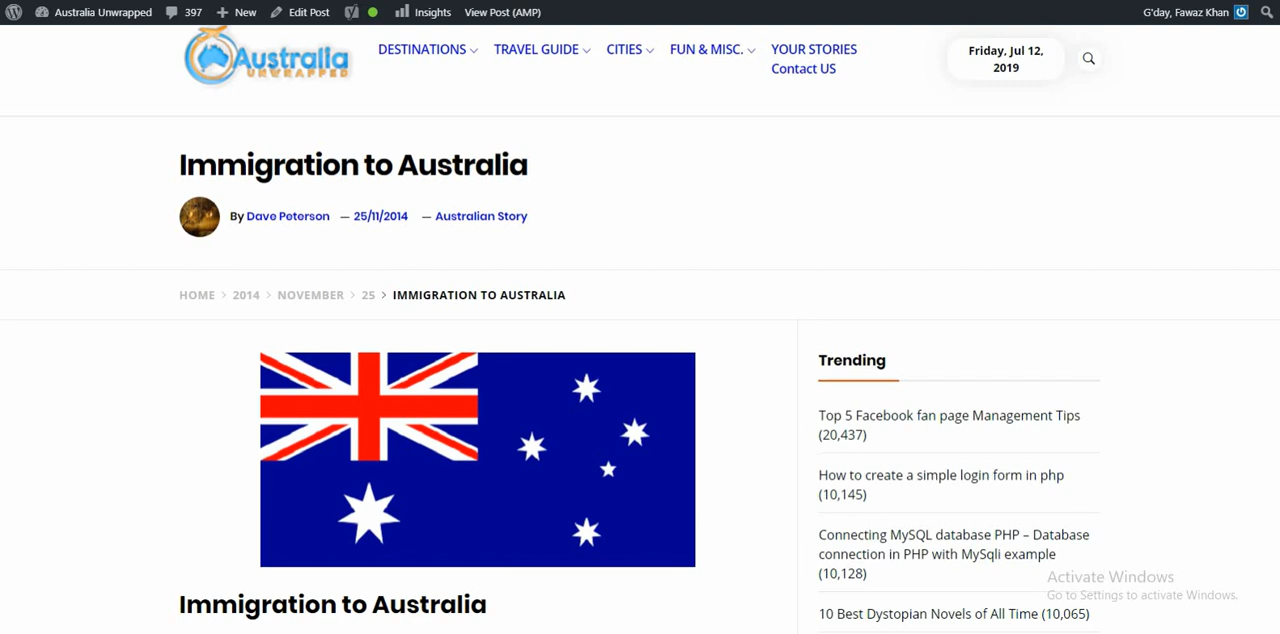 Australia Unwrapped 397 New Edit Post Insights View Post (AMP) G'day, Fawaz Khan
Australia
UNWRAPPED
DESTINATIONS TRAVEL GUIDE CITIES FUN & MISC. YOUR STORIES
Contact US
Friday, Jul 12,
2019
Immigration to Australia
By Dave Peterson — 25/11/2014 — Australian Story
HOME > 2014 > NOVEMBER > 25 > IMMIGRATION TO AUSTRALIA
Immigration to Australia
Trending
Top 5 Facebook fan page Management Tips
(20,437)
How to create a simple login form in php
(10,145)
Connecting MySQL database PHP – Database
connection in PHP with MySqli example
(10,128)
10 Best Dystopian Novels of All Time (10,065)
Activate Windows
Go to Settings to activate Windows.